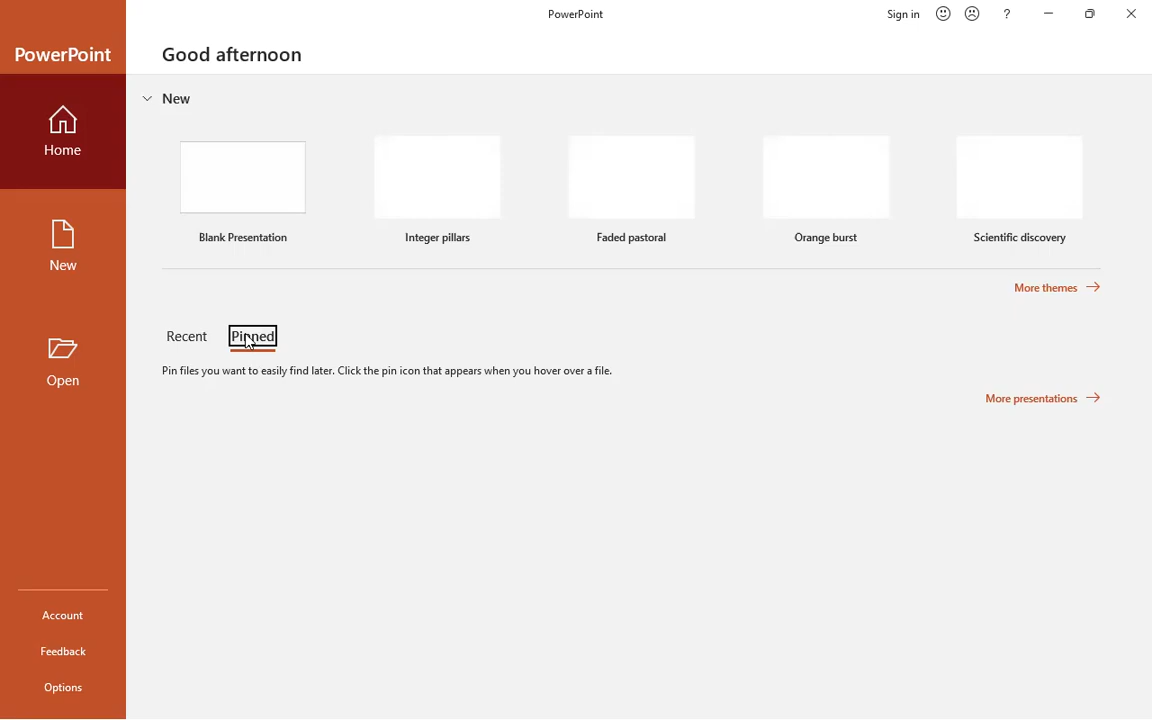 PowerPoint
Sign in
?
PowerPoint
Good afternoon
New
Home
New
Open
Blank Presentation
Integer pillars
Faded pastoral
Orange burst
Scientific discovery
More themes
Recent
Pinned
Pin files you want to easily find later. Click the pin icon that appears when you hover over a file.
More presentations
Account
Feedback
Options